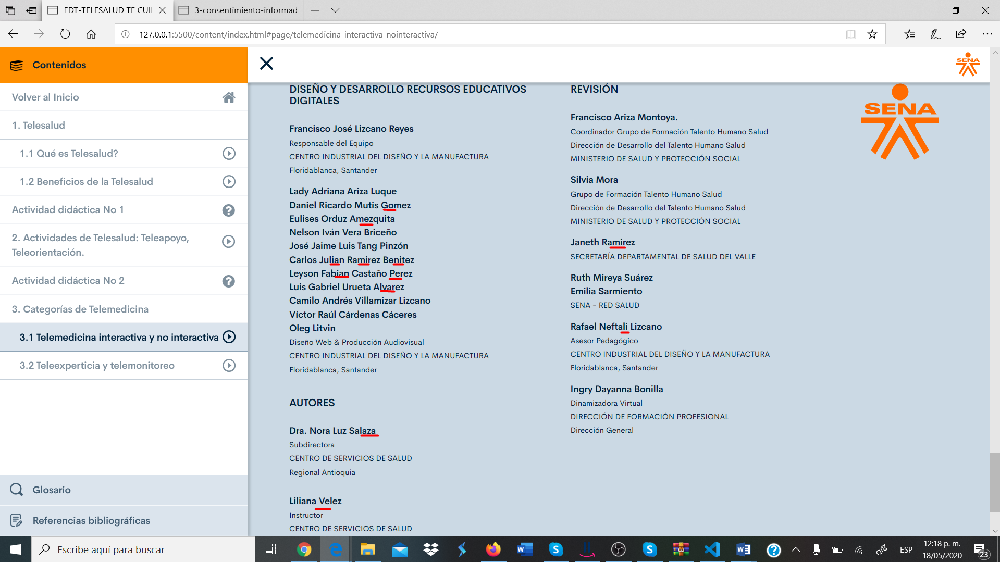 EDT-TELESALUD TE CUI
3-consentimiento-informad
127.0.0.1:5500/content/index.html#page/telemedicina-interactiva-nointeractiva/
Contenidos
Volver al Inicio
1. Telesalud
1.1 Qué es Telesalud?
1.2 Beneficios de la Telesalud
Actividad didáctica No 1
2. Actividades de Telesalud: Teleapoyo,
Teleorientación.
Actividad didáctica No 2
3. Categorías de Telemedicina
3.1 Telemedicina interactiva y no interactiva
3.2 Teleexperticia y telemonitoreo
Glosario
Referencias bibliográficas
SENA
DISEÑO Y DESARROLLO RECURSOS EDUCATIVOS
DIGITALES
Francisco José Lizcano Reyes
Responsable del Equipo
CENTRO INDUSTRIAL DEL DISEÑO Y LA MANUFACTURA
Floridablanca, Santander
Lady Adriana Ariza Luque
Daniel Ricardo Mutis Gomez
Eulises Orduz Amezquita
Nelson Iván Vera Briceño
José Jaime Luis Tang Pinzón
Carlos Julian Ramirez Benitez
Leyson Fabian Castaño Perez
Luis Gabriel Urueta Alvarez
Camilo Andrés Villamizar Lizcano
Víctor Raúl Cárdenas Cáceres
Oleg Litvin
Diseño Web & Producción Audiovisual
CENTRO INDUSTRIAL DEL DISEÑO Y LA MANUFACTURA
Floridablanca, Santander
AUTORES
Dra. Nora Luz Salaza
Subdirectora
CENTRO DE SERVICIOS DE SALUD
Regional Antioquia
Liliana Velez
Instructor
CENTRO DE SERVICIOS DE SALUD
REVISIÓN
Francisco Ariza Montoya.
Coordinador Grupo de Formación Talento Humano Salud
Dirección de Desarrollo del Talento Humano Salud
MINISTERIO DE SALUD Y PROTECCIÓN SOCIAL
Silvia Mora
Grupo de Formación Talento Humano Salud
Dirección de Desarrollo del Talento Humano Salud
MINISTERIO DE SALUD Y PROTECCIÓN SOCIAL
Janeth Ramirez
SECRETARÍA DEPARTAMENTAL DE SALUD DEL VALLE
Ruth Mireya Suárez
Emilia Sarmiento
SENA - RED SALUD
Rafael Neftali Lizcano
Asesor Pedagógico
CENTRO INDUSTRIAL DEL DISEÑO Y LA MANUFACTURA
Floridablanca, Santander
Ingry Dayanna Bonilla
Dinamizadora Virtual
DIRECCIÓN DE FORMACIÓN PROFESIONAL
Dirección General
SENA
Escribe aquí para buscar
ESP
12:18 p. m.
18/05/2020
23